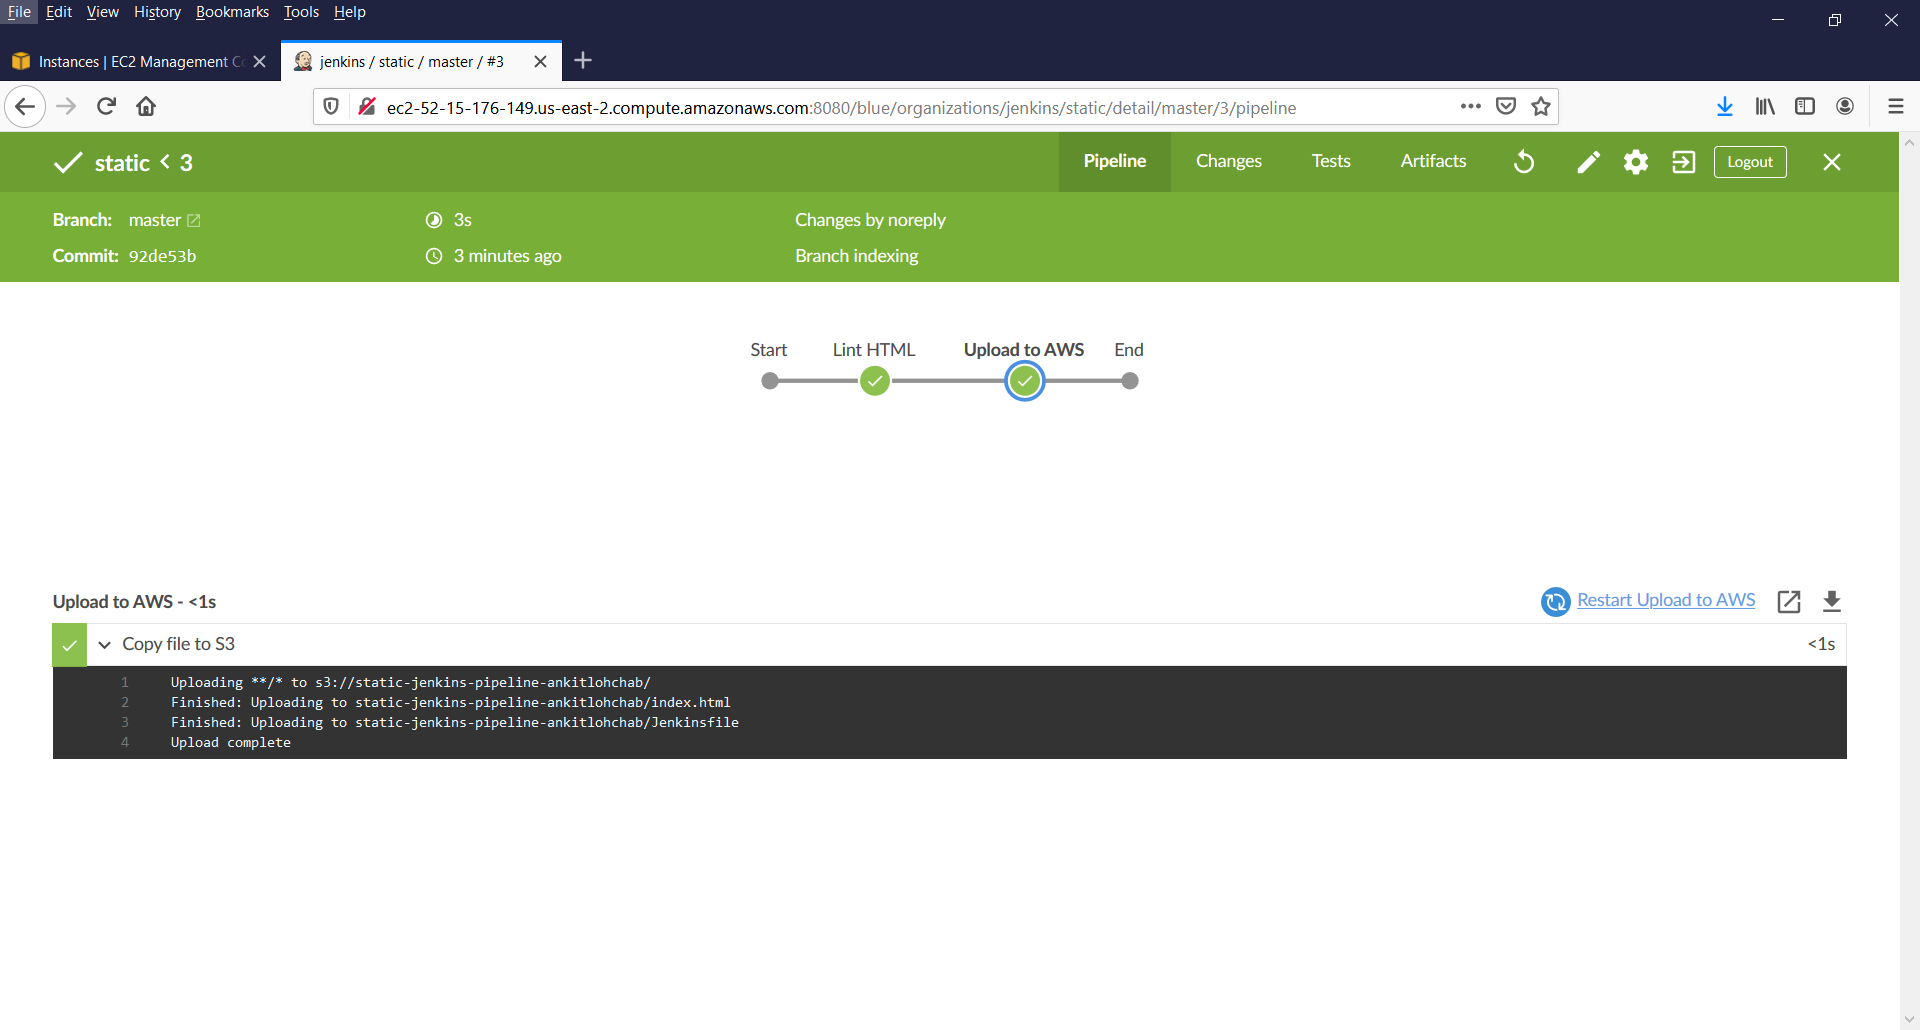 File Edit View History Bookmarks Tools Help
Instances | EC2 Management Co
jenkins / static / master / #3
ec2-52-15-176-149.us-east-2.compute.amazonaws.com:8080/blue/organizations/jenkins/static/detail/master/3/pipeline
static < 3
Pipeline Changes Tests Artifacts Logout
Branch: master 3s Changes by noreply
Commit: 92de53b 3 minutes ago Branch indexing
Start Lint HTML Upload to AWS End
Upload to AWS - <1s Restart Upload to AWS
Copy file to S3 <1s
1 Uploading **/* to s3://static-jenkins-pipeline-ankitlohchab/
2 Finished: Uploading to static-jenkins-pipeline-ankitlohchab/index.html
3 Finished: Uploading to static-jenkins-pipeline-ankitlohchab/Jenkinsfile
4 Upload complete